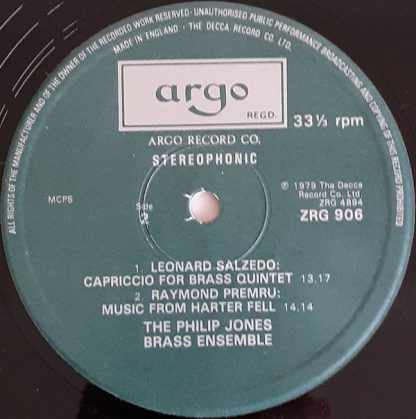 ALL RIGHTS OF THE MANUFACTURER AND OF THE OWNER OF THE RECORDED WORK RESERVED · UNAUTHORISED PUBLIC PERFORMANCE BROADCASTING AND COPYING OF THIS RECORD PROHIBITED
MADE IN ENGLAND · THE DECCA RECORD CO. LTD.
argo
REGD.
33⅓ rpm
ARGO RECORD CO.
STEREOPHONIC
MCPS
Side
2
℗ 1979 The Decca
Record Co. Ltd.
ZRG 4894
ZRG 906
1. LEONARD SALZEDO:
CAPRICCIO FOR BRASS QUINTET 13.17
2. RAYMOND PREMRU:
MUSIC FROM HARTER FELL 14.14
THE PHILIP JONES
BRASS ENSEMBLE